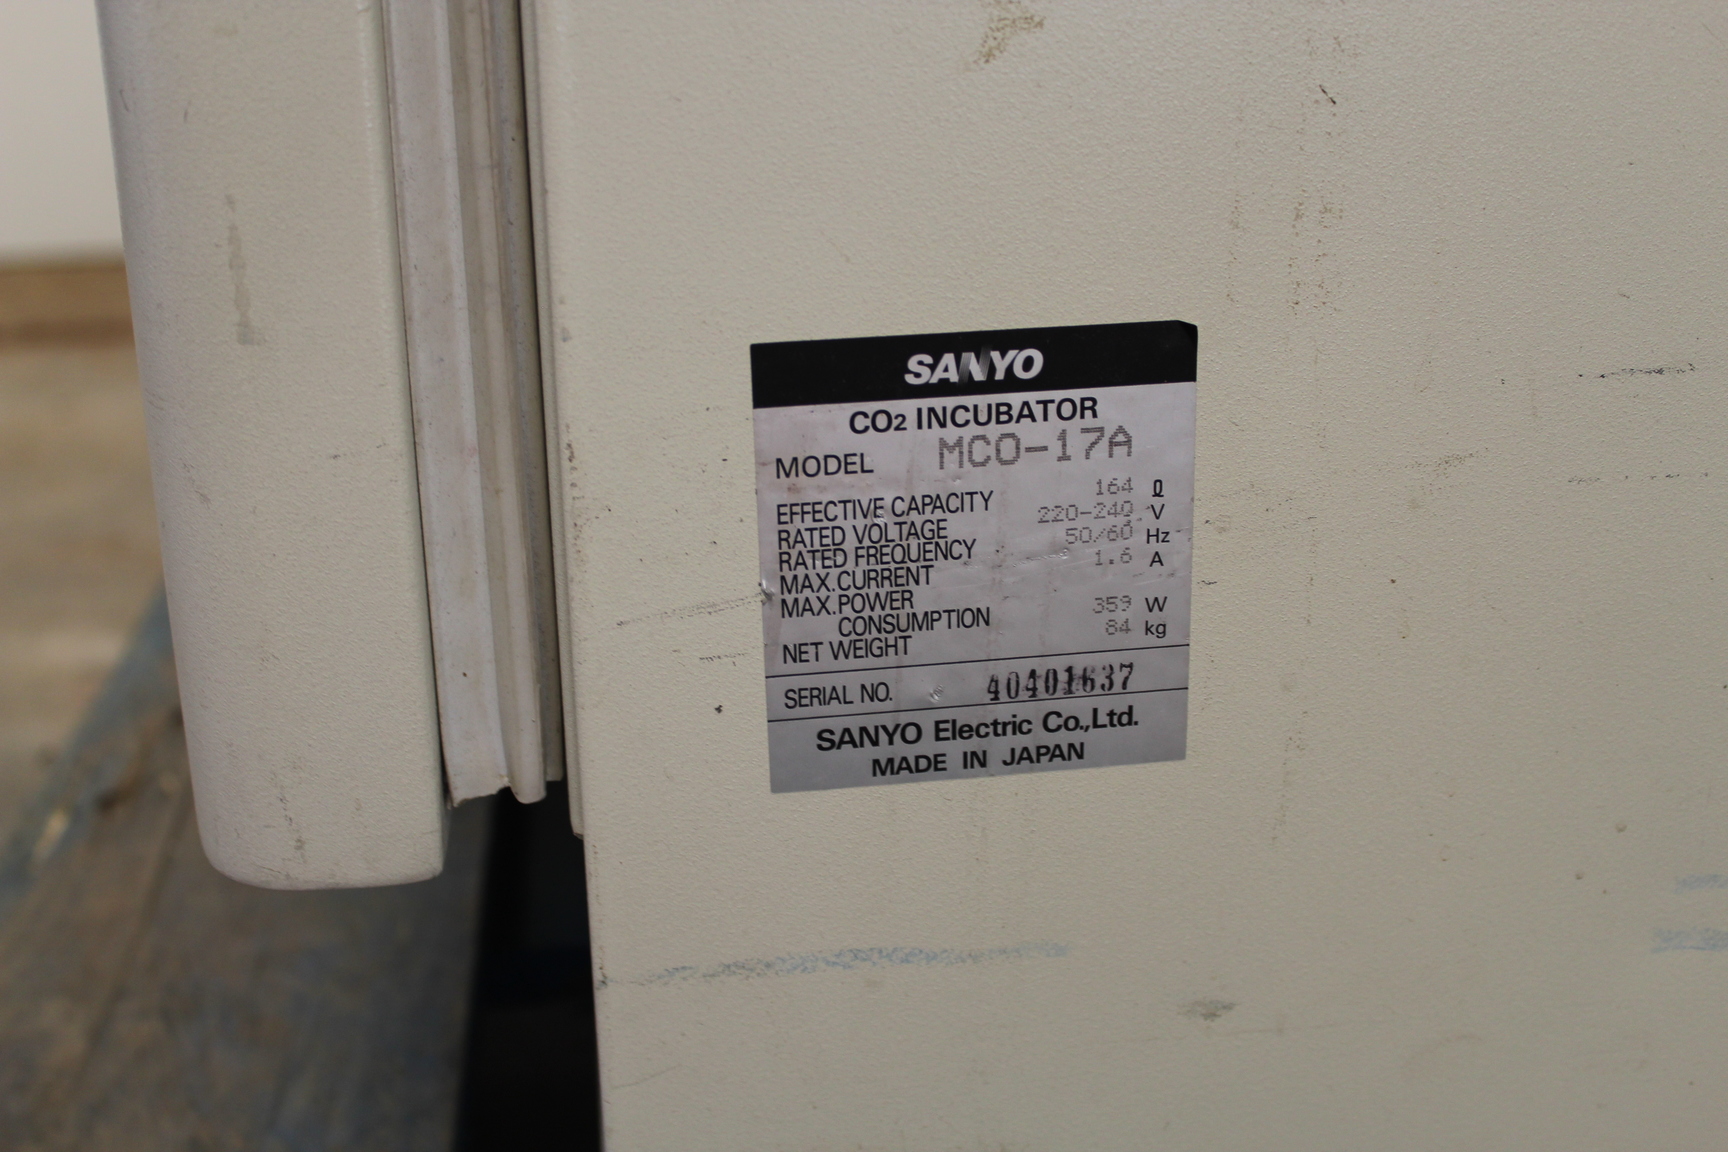 SANYO
CO2 INCUBATOR
MODEL MCO-17A
EFFECTIVE CAPACITY 164 ℓ
RATED VOLTAGE 220-240 V
RATED FREQUENCY 50/60 Hz
MAX.CURRENT 1.6 A
MAX.POWER
CONSUMPTION 359 W
NET WEIGHT 84 kg
SERIAL NO. 40401637
SANYO Electric Co.,Ltd.
MADE IN JAPAN